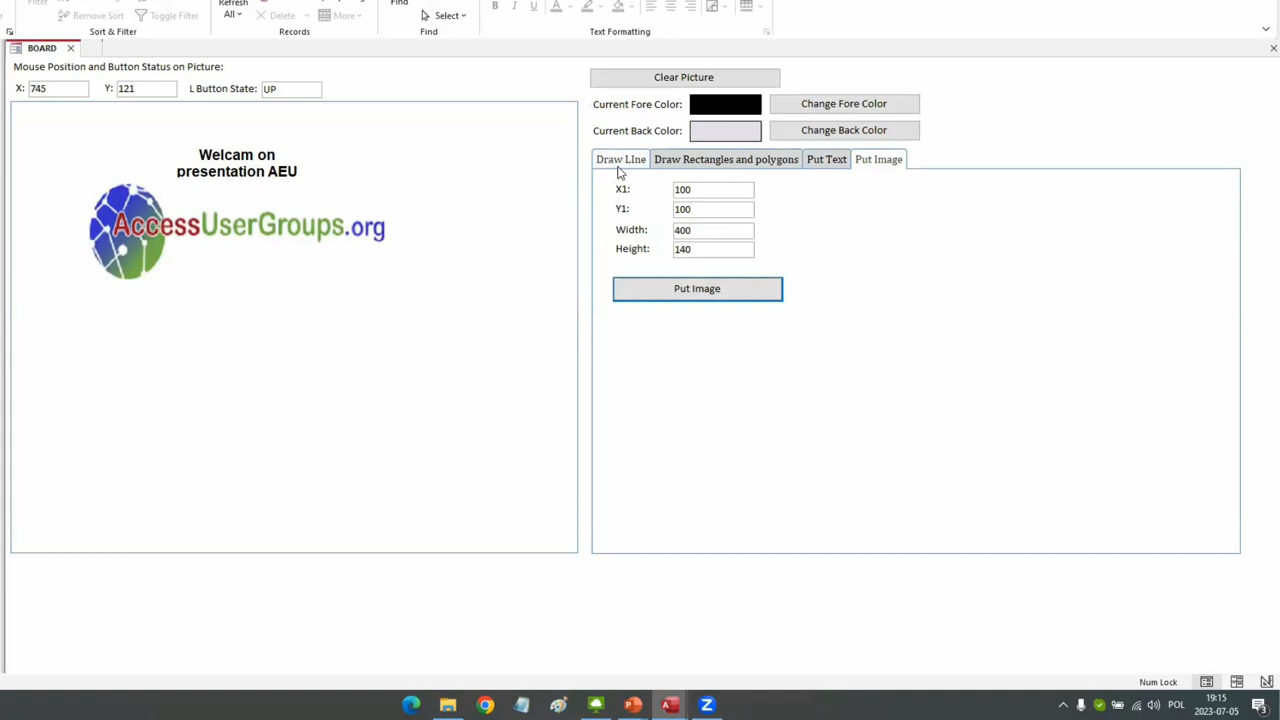 Filter
Remove Sort
Toggle Filter
Refresh
All
Delete
More
Find
Select
B I U A
Sort & Filter
Records
Find
Text Formatting
BOARD
Mouse Position and Button Status on Picture:
X: 745 Y: 121 L Button State: UP
Clear Picture
Current Fore Color: Change Fore Color
Current Back Color: Change Back Color
Draw LIne Draw Rectangles and polygons Put Text Put Image
Welcam on
presentation AEU
AccessUserGroups.org
X1: 100
Y1: 100
Width: 400
Height: 140
Put Image
Num Lock
PL
19:15
2023-07-05
3